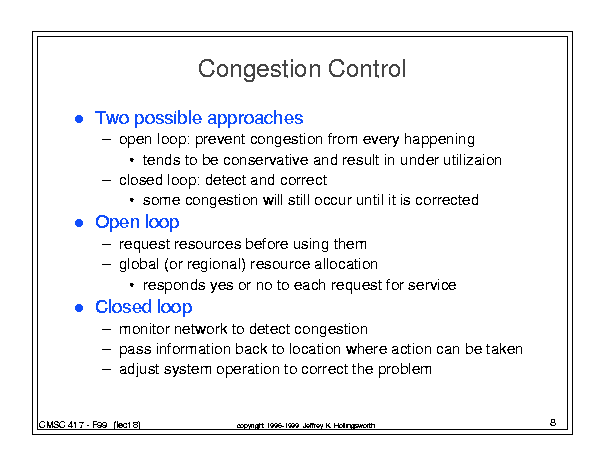 Congestion Control
● Two possible approaches
– open loop: prevent congestion from every happening
• tends to be conservative and result in under utilizaion
– closed loop: detect and correct
• some congestion will still occur until it is corrected
● Open loop
– request resources before using them
– global (or regional) resource allocation
• responds yes or no to each request for service
● Closed loop
– monitor network to detect congestion
– pass information back to location where action can be taken
– adjust system operation to correct the problem
CMSC 417 - F99 (lect18)
copyright 1996-1999 Jeffrey K. Hollingsworth
8